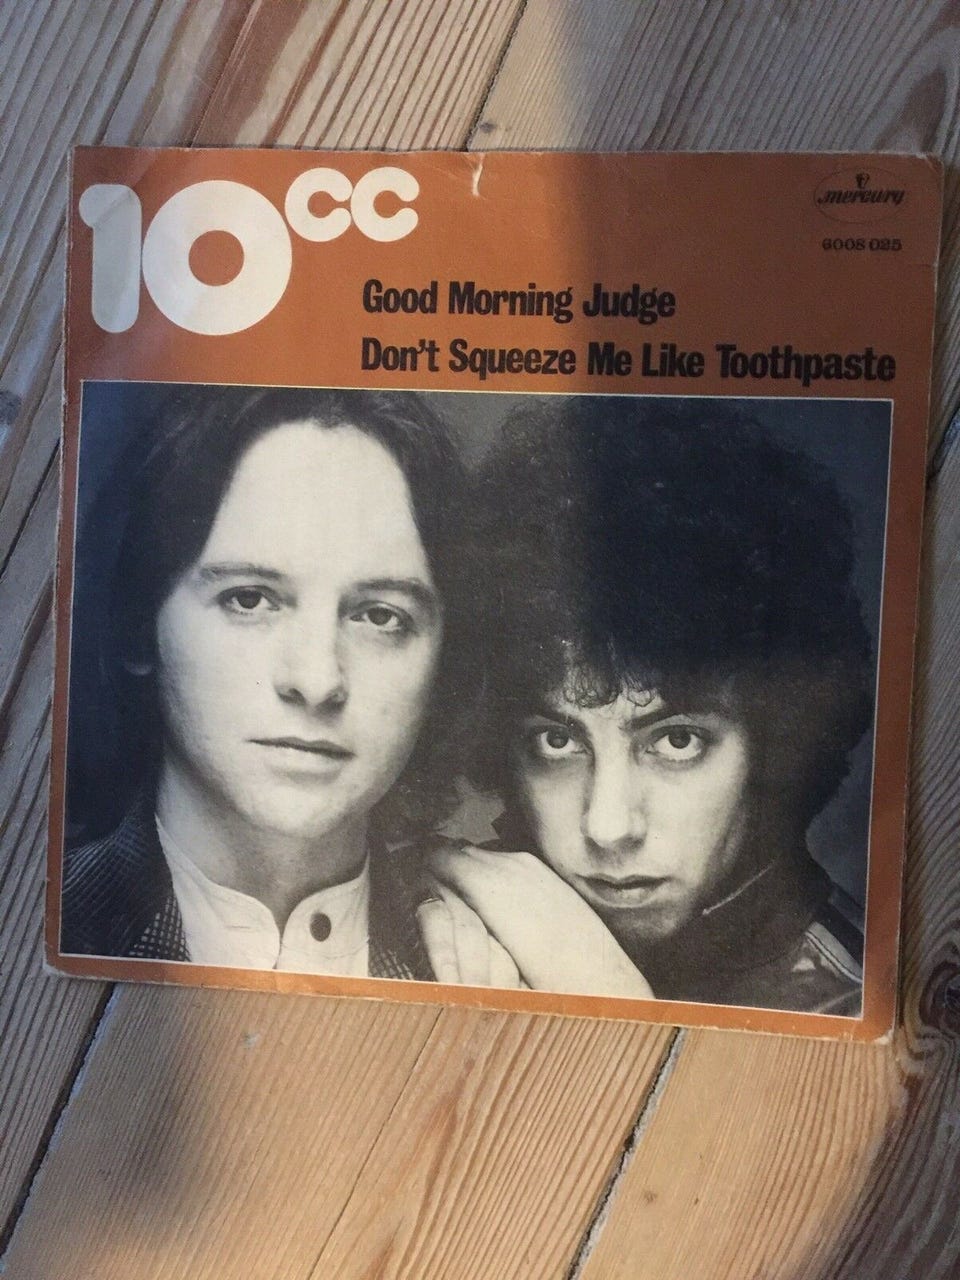 10cc
mercury
6008 025
Good Morning Judge
Don't Squeeze Me Like Toothpaste